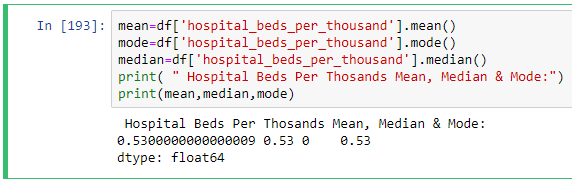 In [193]: mean=df['hospital_beds_per_thousand'].mean()
mode=df['hospital_beds_per_thousand'].mode()
median=df['hospital_beds_per_thousand'].median()
print( " Hospital Beds Per Thosands Mean, Median & Mode:")
print(mean,median,mode)
Hospital Beds Per Thosands Mean, Median & Mode:
0.5300000000000009 0.53 0    0.53
dtype: float64